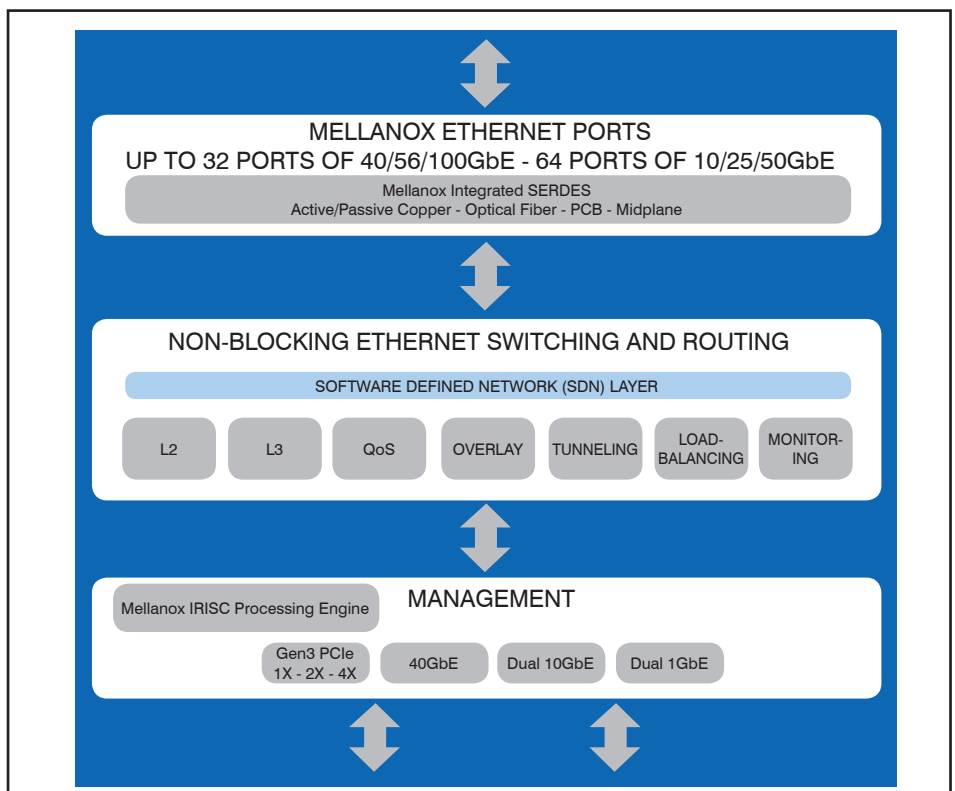 MELLANOX ETHERNET PORTS
UP TO 32 PORTS OF 40/56/100GbE - 64 PORTS OF 10/25/50GbE
Mellanox Integrated SERDES
Active/Passive Copper - Optical Fiber - PCB - Midplane
NON-BLOCKING ETHERNET SWITCHING AND ROUTING
SOFTWARE DEFINED NETWORK (SDN) LAYER
L2
L3
QoS
OVERLAY
TUNNELING
LOAD-
BALANCING
MONITOR-
ING
MANAGEMENT
Mellanox IRISC Processing Engine
Gen3 PCIe
1X - 2X - 4X
40GbE
Dual 10GbE
Dual 1GbE